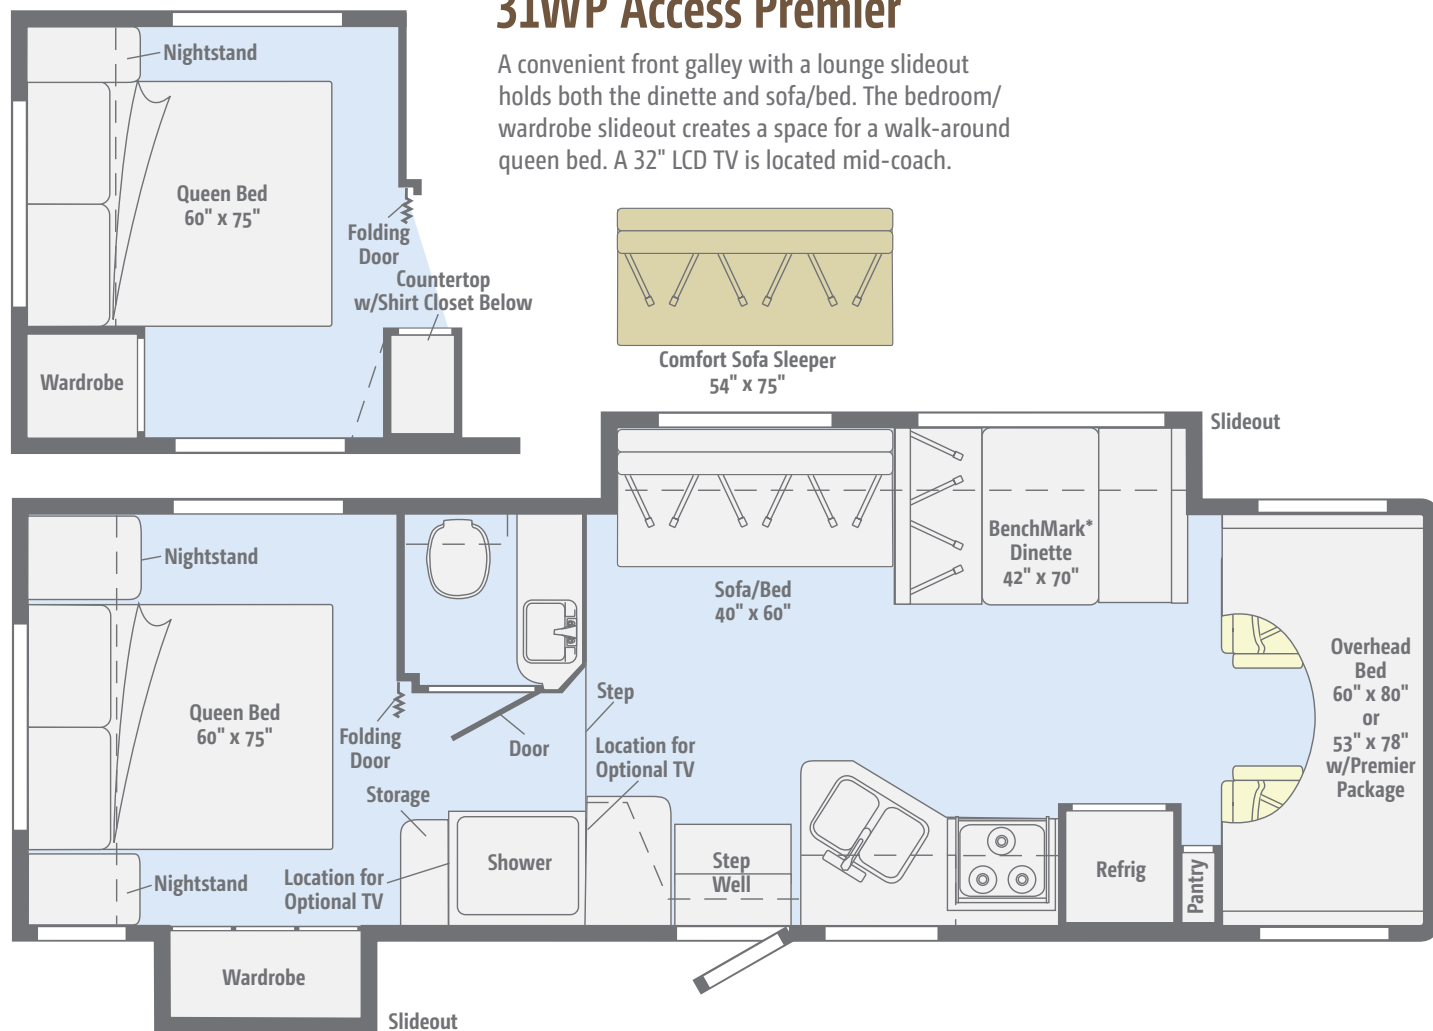 31WP Access Premier
A convenient front galley with a lounge slideout
holds both the dinette and sofa/bed. The bedroom/
wardrobe slideout creates a space for a walk-around
queen bed. A 32" LCD TV is located mid-coach.
Nightstand
Queen Bed
60" x 75"
Folding
Door
Countertop
w/Shirt Closet Below
Wardrobe
Comfort Sofa Sleeper
54" x 75"
Slideout
Nightstand
Queen Bed
60" x 75"
Folding
Door
Storage
Door
Step
Location for
Optional TV
Sofa/Bed
40" x 60"
BenchMark*
Dinette
42" x 70"
Overhead
Bed
60" x 80"
or
53" x 78"
w/Premier
Package
Nightstand
Location for
Optional TV
Shower
Step
Well
Refrig
Pantry
Wardrobe
Slideout